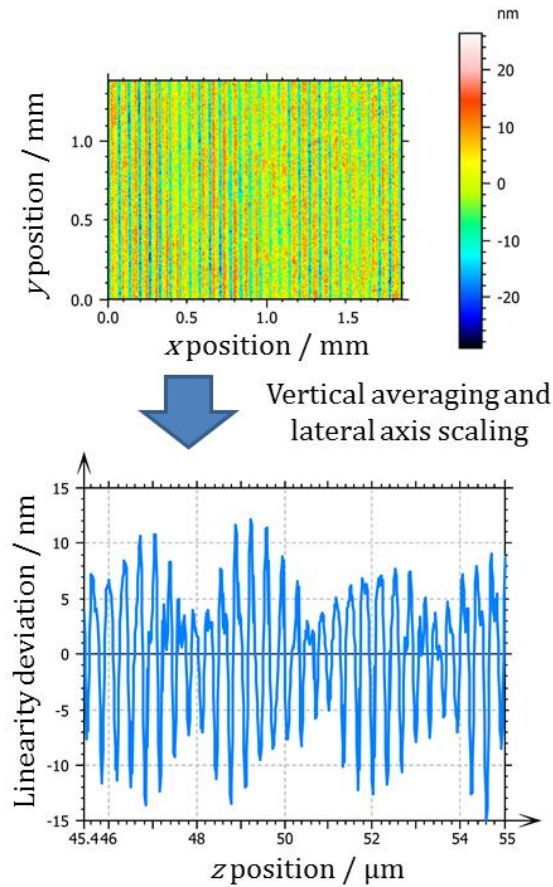 nm
20
10
0
-10
-20
1.0
0.5
0.0
y position / mm
0.0 0.5 1.0 1.5
x position / mm
Vertical averaging and
lateral axis scaling
15
10
5
0
-5
-10
-15
Linearity deviation / nm
45.446 48 50 52 54 55
z position / µm